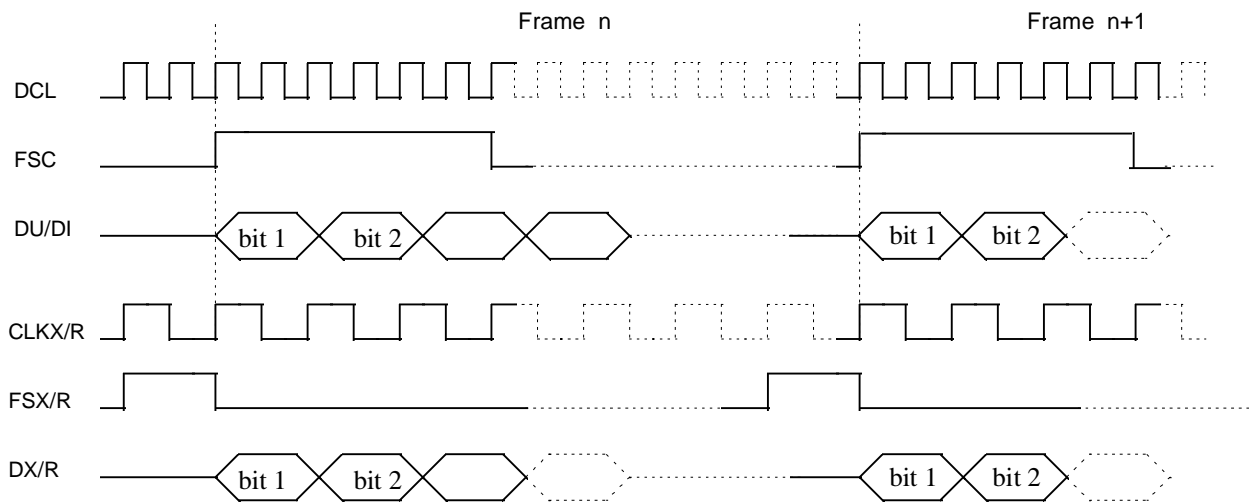 Frame n
Frame n+1
DCL
FSC
DU/DI
bit 1
bit 2
bit 1
bit 2
CLKX/R
FSX/R
DX/R
bit 1
bit 2
bit 1
bit 2